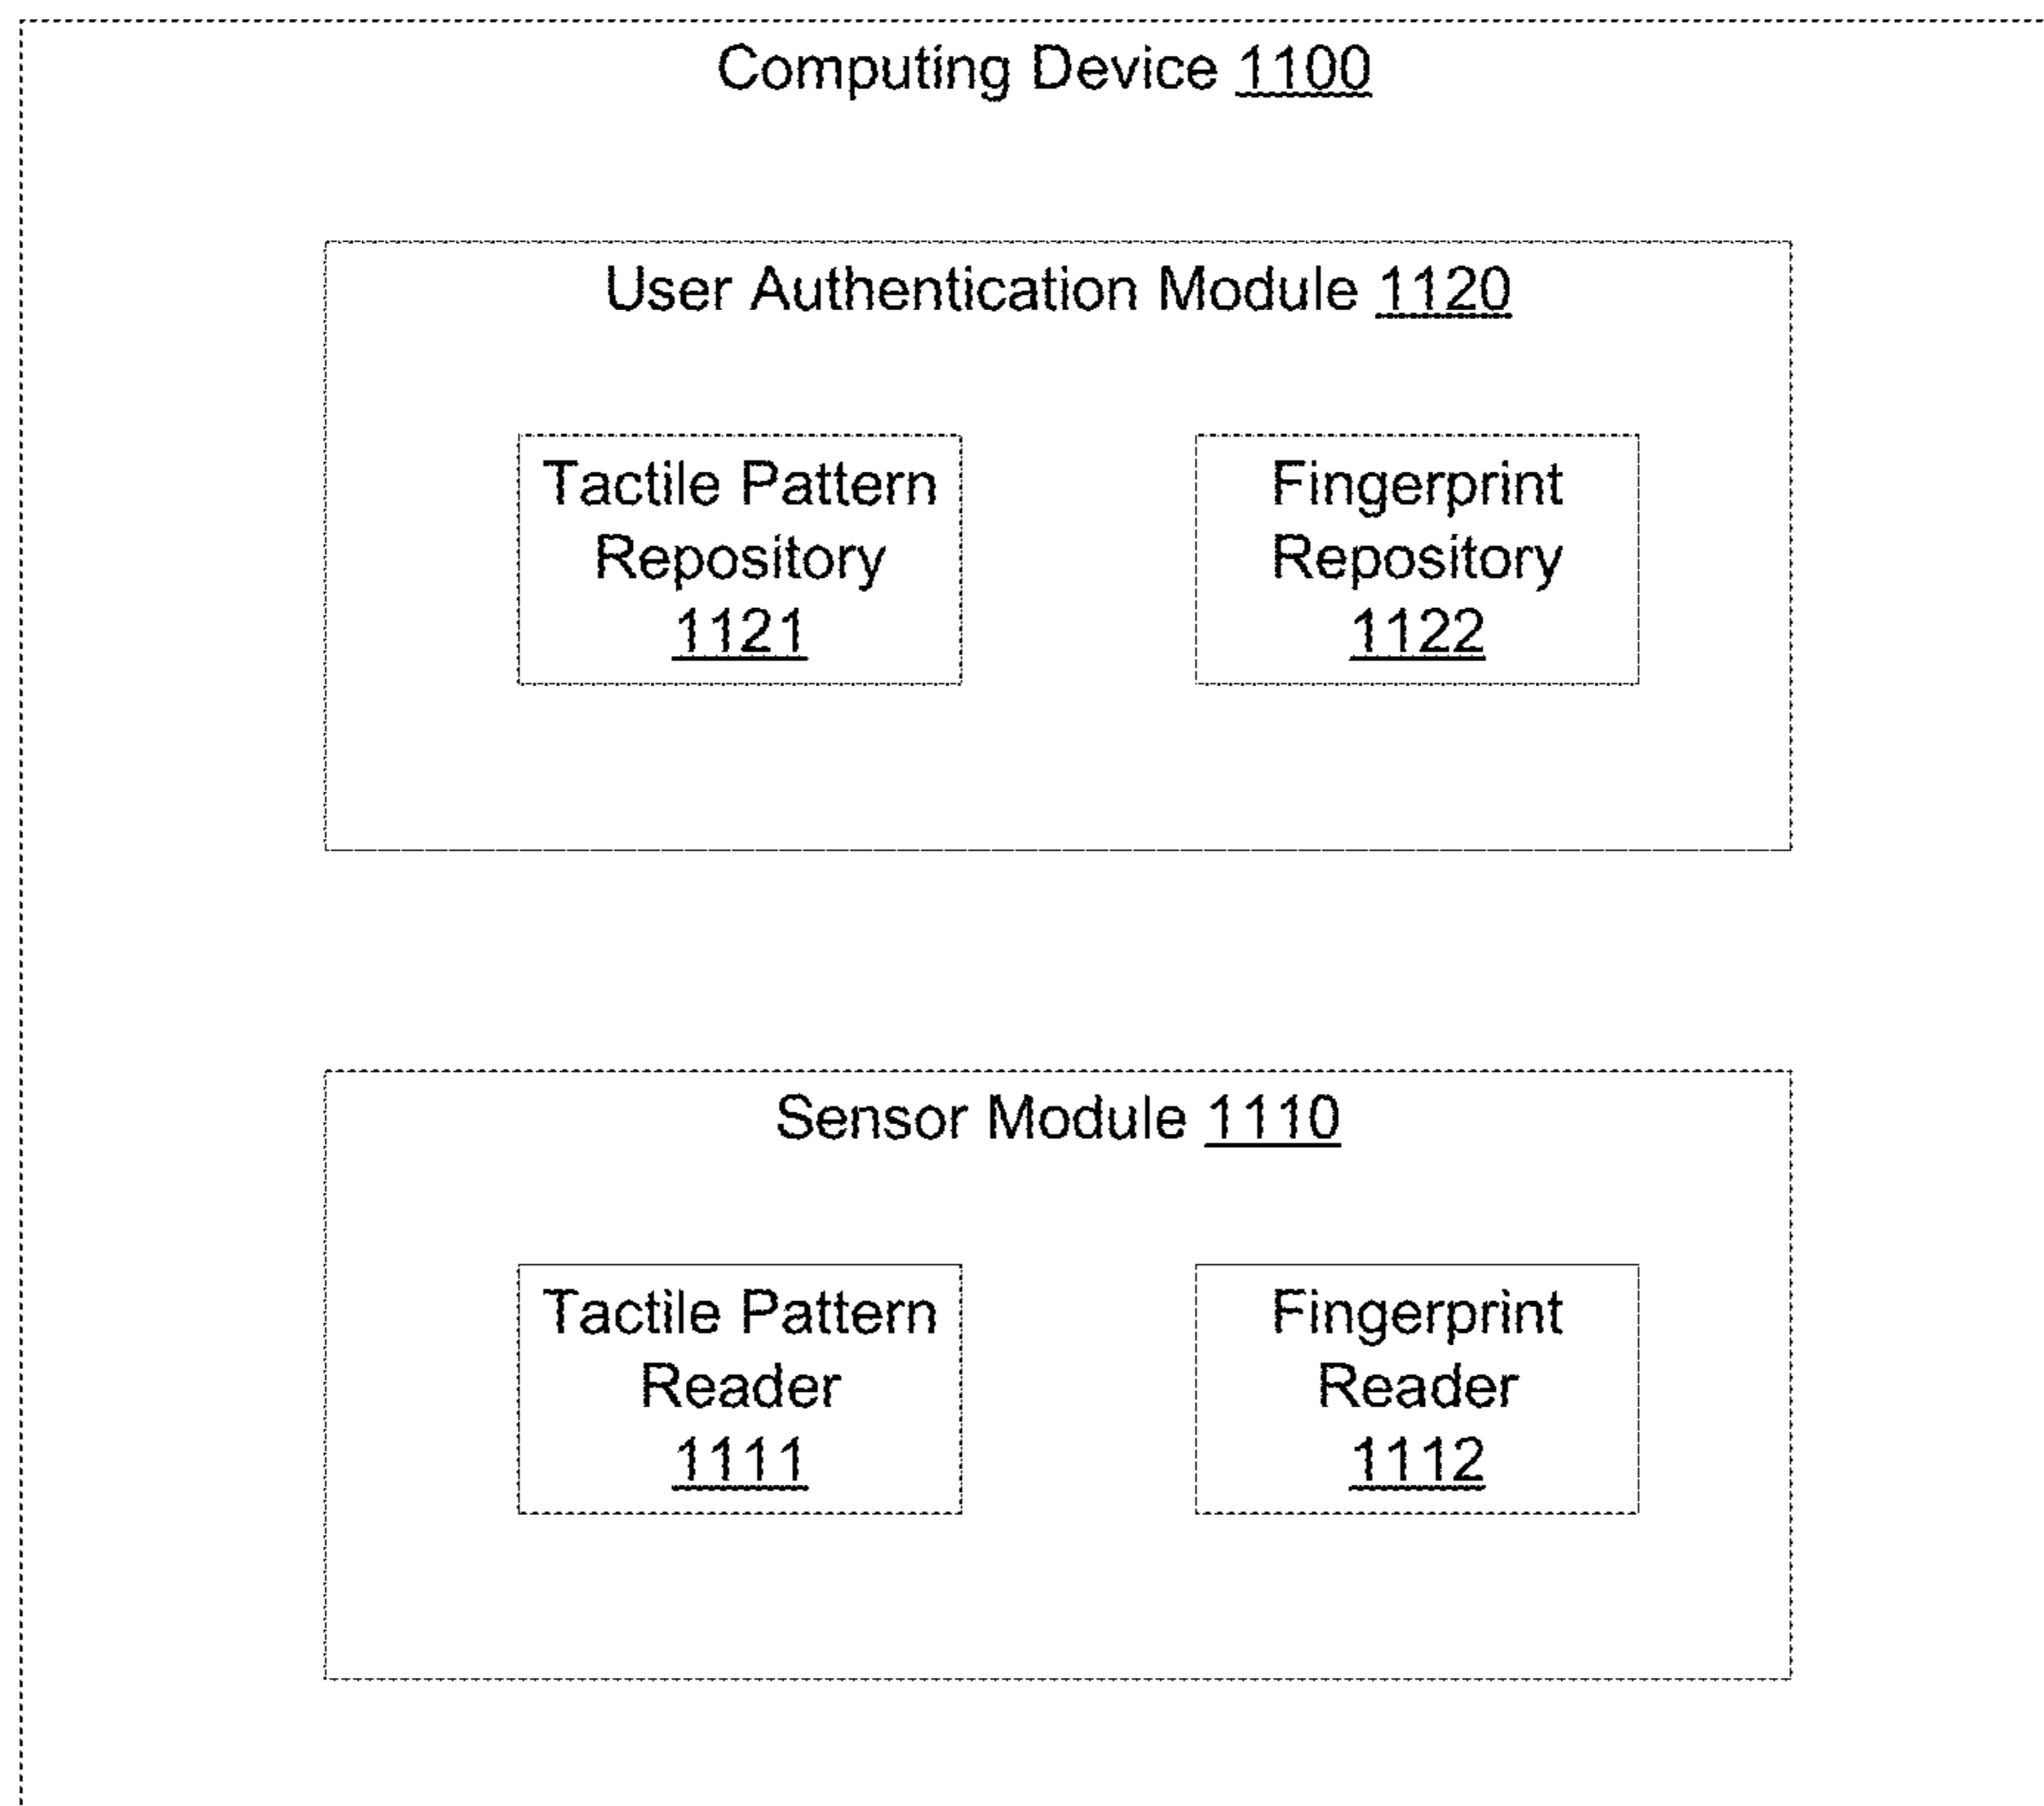 Computing Device 1100
User Authentication Module 1120
Tactile Pattern
Repository
1121
Fingerprint
Repository
1122
Sensor Module 1110
Tactile Pattern
Reader
1111
Fingerprint
Reader
1112